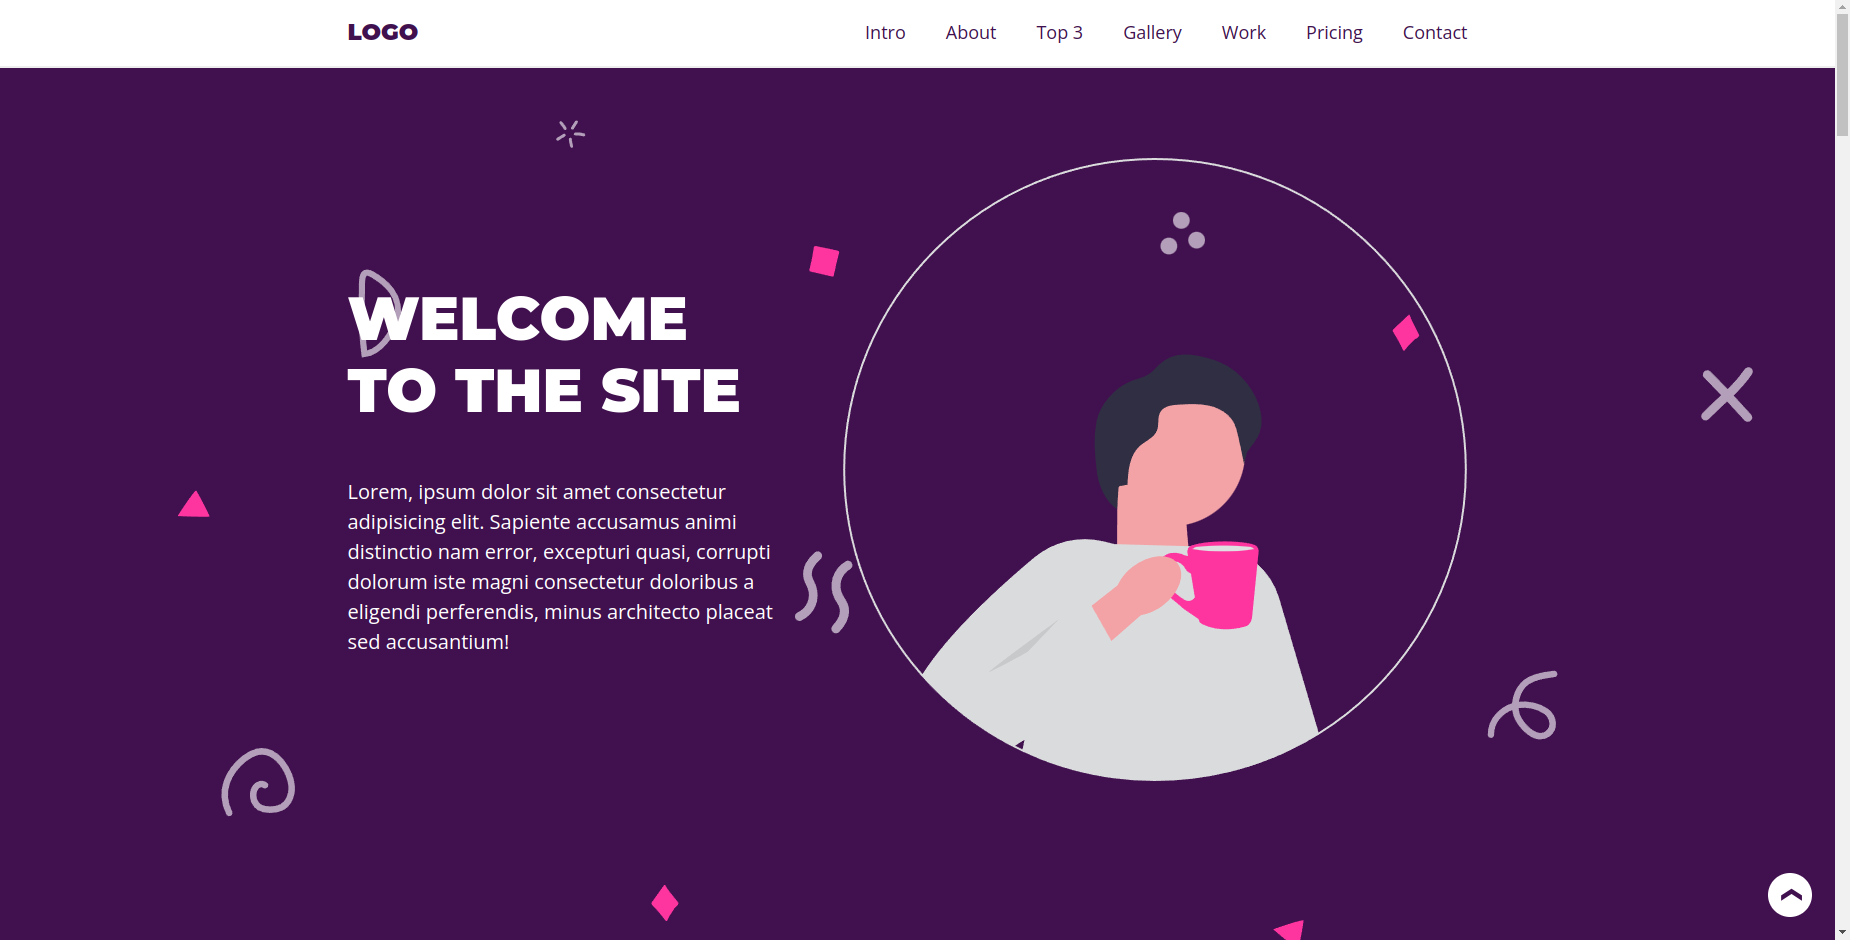 LOGO
Intro
About
Top 3
Gallery
Work
Pricing
Contact
WELCOME
TO THE SITE
Lorem, ipsum dolor sit amet consectetur
adipisicing elit. Sapiente accusamus animi
distinctio nam error, excepturi quasi, corrupti
dolorum iste magni consectetur doloribus a
eligendi perferendis, minus architecto placeat
sed accusantium!